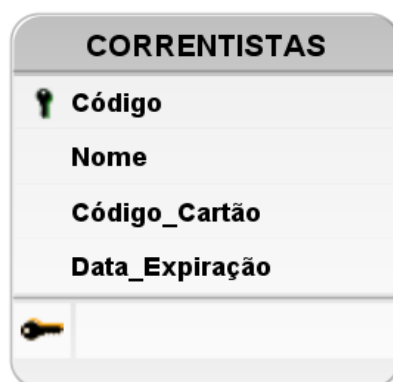 CORRENTISTAS
Código
Nome
Código_Cartão
Data_Expiração